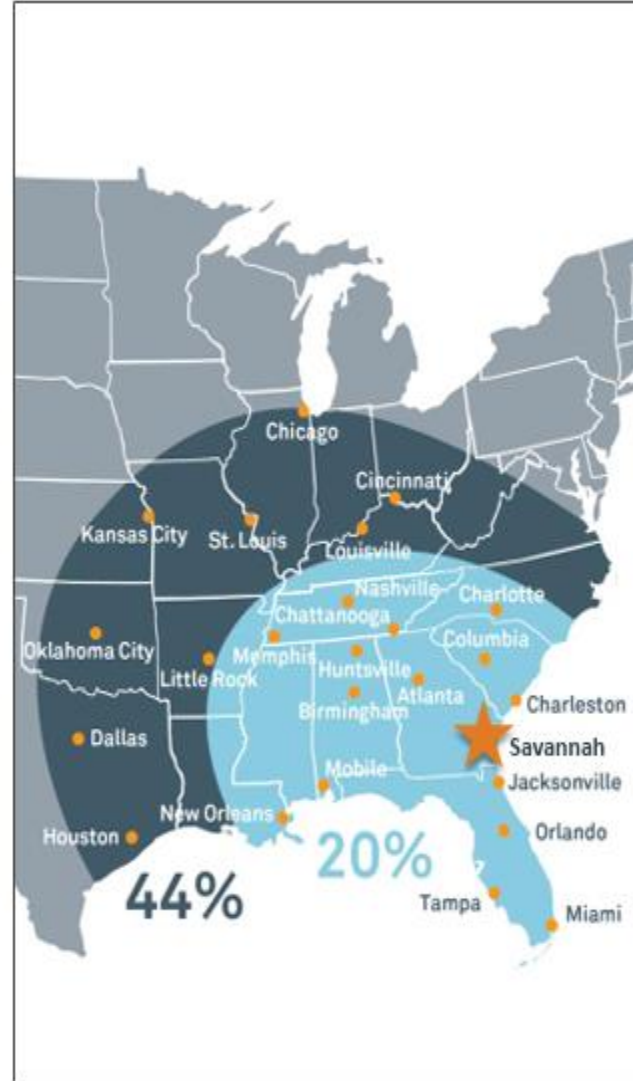 Chicago
Cincinnati
Kansas City
St. Louis
Louisville
Nashville
Charlotte
Chattanooga
Oklahoma City
Memphis
Columbia
Little Rock
Huntsville
Atlanta
Birmingham
Charleston
Dallas
Savannah
Mobile
Jacksonville
New Orleans
Houston
20%
Orlando
44%
Tampa
Miami